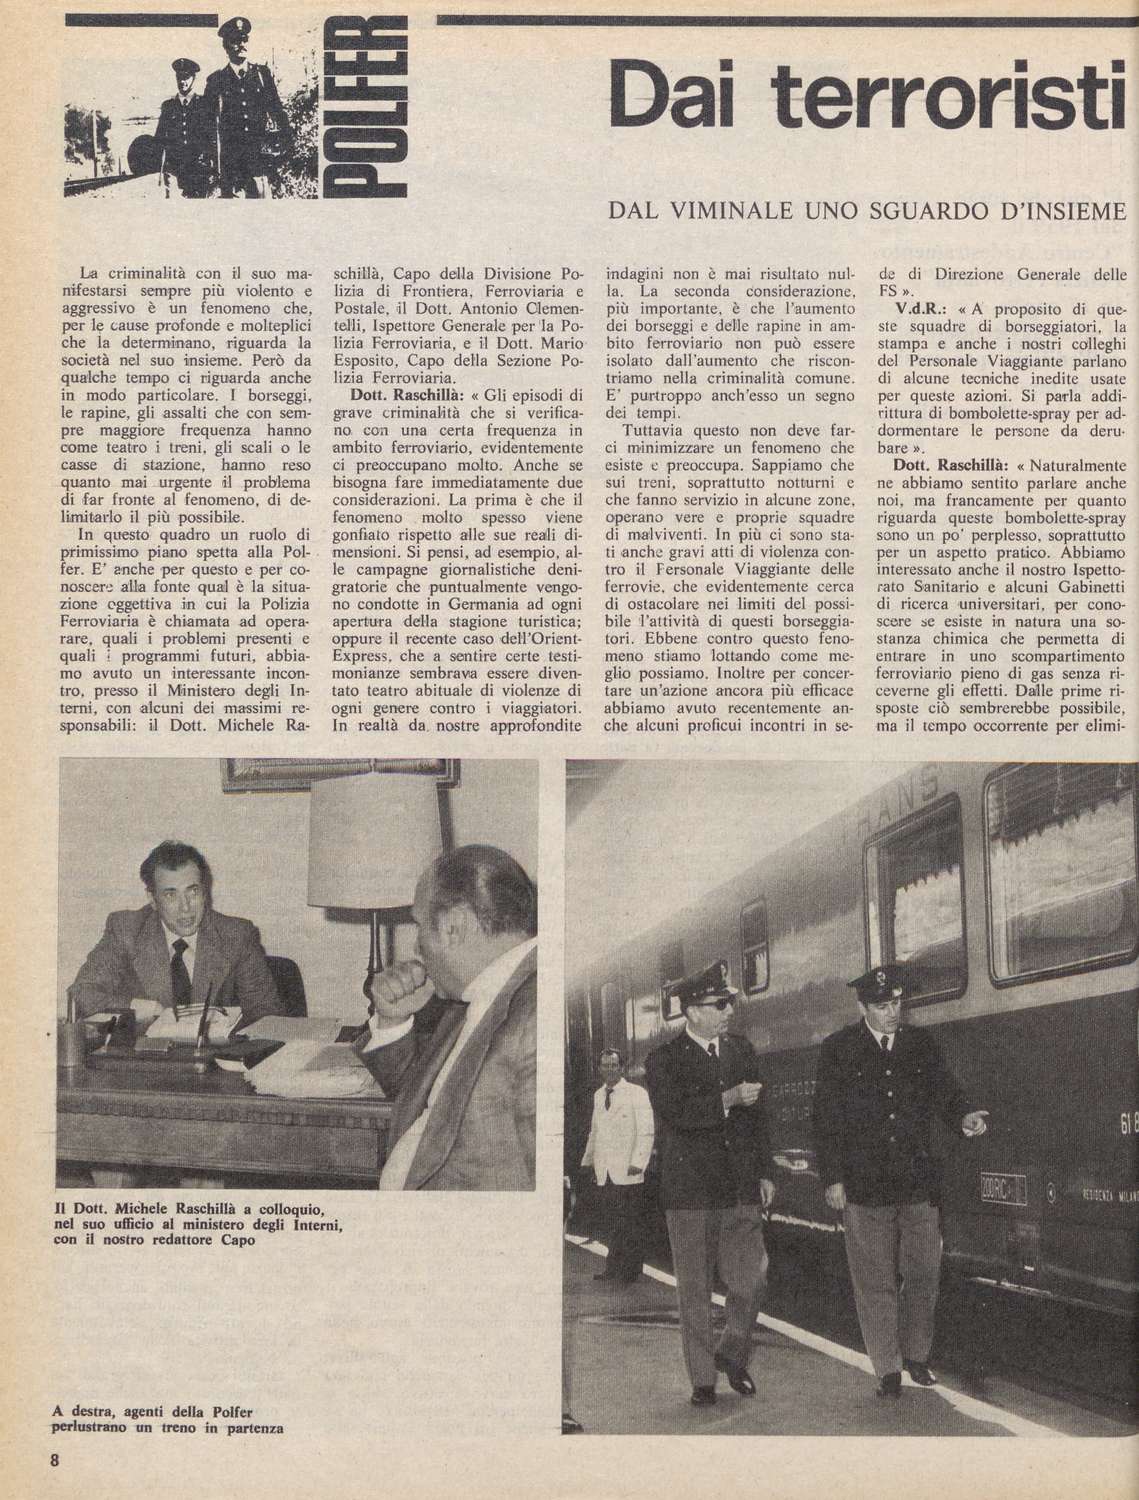 POLFER
Dai terroristi
DAL VIMINALE UNO SGUARDO D'INSIEME
La criminalità con il suo ma-
nifestarsi sempre più violento e
aggressivo è un fenomeno che,
per le cause profonde e molteplici
che la determinano, riguarda la
società nel suo insieme. Però da
qualche tempo ci riguarda anche
in modo particolare. I borseggi,
le rapine, gli assalti che con sem-
pre maggiore frequenza hanno
come teatro i treni, gli scali o le
casse di stazione, hanno reso
quanto mai urgente il problema
di far fronte al fenomeno, di de-
limitarlo il più possibile.
In questo quadro un ruolo di
primissimo piano spetta alla Pol-
fer. E' anche per questo e per co-
noscere alla fonte qual è la situa-
zione oggettiva in cui la Polizia
Ferroviaria è chiamata ad opera-
rare, quali i problemi presenti e
quali i programmi futuri, abbia-
mo avuto un interessante incon-
tro, presso il Ministero degli In-
terni, con alcuni dei massimi re-
sponsabili: il Dott. Michele Ra-
schillà, Capo della Divisione Po-
lizia di Frontiera, Ferroviaria e
Postale, il Dott. Antonio Clemen-
telli, Ispettore Generale per la Po-
lizia Ferroviaria, e il Dott. Mario
Esposito, Capo della Sezione Po-
lizia Ferroviaria.
Dott. Raschillà: « Gli episodi di
grave criminalità che si verifica-
no con una certa frequenza in
ambito ferroviario, evidentemente
ci preoccupano molto. Anche se
bisogna fare immediatamente due
considerazioni. La prima è che il
fenomeno molto spesso viene
gonfiato rispetto alle sue reali di-
mensioni. Si pensi, ad esempio, al-
le campagne giornalistiche deni-
gratorie che puntualmente vengo-
no condotte in Germania ad ogni
apertura della stagione turistica;
oppure il recente caso dell'Orient-
Express, che a sentire certe testi-
monianze sembrava essere diven-
tato teatro abituale di violenze di
ogni genere contro i viaggiatori.
In realtà da nostre approfondite
indagini non è mai risultato nul-
la. La seconda considerazione,
più importante, è che l'aumento
dei borseggi e delle rapine in am-
bito ferroviario non può essere
isolato dall'aumento che riscon-
triamo nella criminalità comune.
E' purtroppo anch'esso un segno
dei tempi.
Tuttavia questo non deve far-
ci minimizzare un fenomeno che
esiste e preoccupa. Sappiamo che
sui treni, soprattutto notturni e
che fanno servizio in alcune zone,
operano vere e proprie squadre
di malviventi. In più ci sono sta-
ti anche gravi atti di violenza con-
tro il Personale Viaggiante delle
ferrovie, che evidentemente cerca
di ostacolare nei limiti del possi-
bile l'attività di questi borseggia-
tori. Ebbene contro questo feno-
meno stiamo lottando come me-
glio possiamo. Inoltre per concer-
tare un'azione ancora più efficace
abbiamo avuto recentemente an-
che alcuni proficui incontri in se-
de di Direzione Generale delle
FS ».
V.d.R.: « A proposito di que-
ste squadre di borseggiatori, la
stampa e anche i nostri colleghi
del Personale Viaggiante parlano
di alcune tecniche inedite usate
per queste azioni. Si parla addi-
rittura di bombolette-spray per ad-
dormentare le persone da deru-
bare ».
Dott. Raschillà: « Naturalmente
ne abbiamo sentito parlare anche
noi, ma francamente per quanto
riguarda queste bombolette-spray
sono un po' perplesso, soprattutto
per un aspetto pratico. Abbiamo
interessato anche il nostro Ispetto-
rato Sanitario e alcuni Gabinetti
di ricerca universitari, per cono-
scere se esiste in natura una so-
stanza chimica che permetta di
entrare in uno scompartimento
ferroviario pieno di gas senza ri-
ceverne gli effetti. Dalle prime ri-
sposte ciò sembrerebbe possibile,
ma il tempo occorrente per elimi-
TRANS
61 8
RESIDENZA MILANO
Il Dott. Michele Raschillà a colloquio,
nel suo ufficio al ministero degli Interni,
con il nostro redattore Capo
A destra, agenti della Polfer
perlustrano un treno in partenza
8